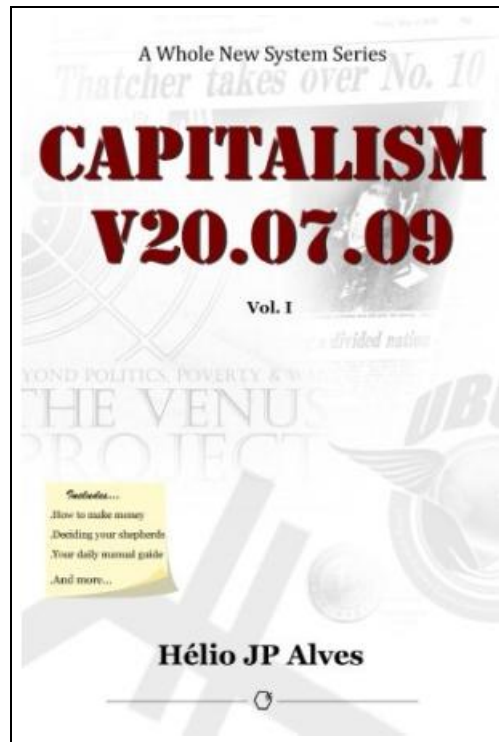 A Whole New System Series
Thatcher takes over No. 10
CAPITALISM
V20.07.09
Vol. I
a divided nation
YOND POLITICS, POVERTY & WA
THE VENUS
PROJECT
UBU
Includes...
.How to make money
.Deciding your shepherds
.Your daily manual guide
.And more...
Hélio JP Alves